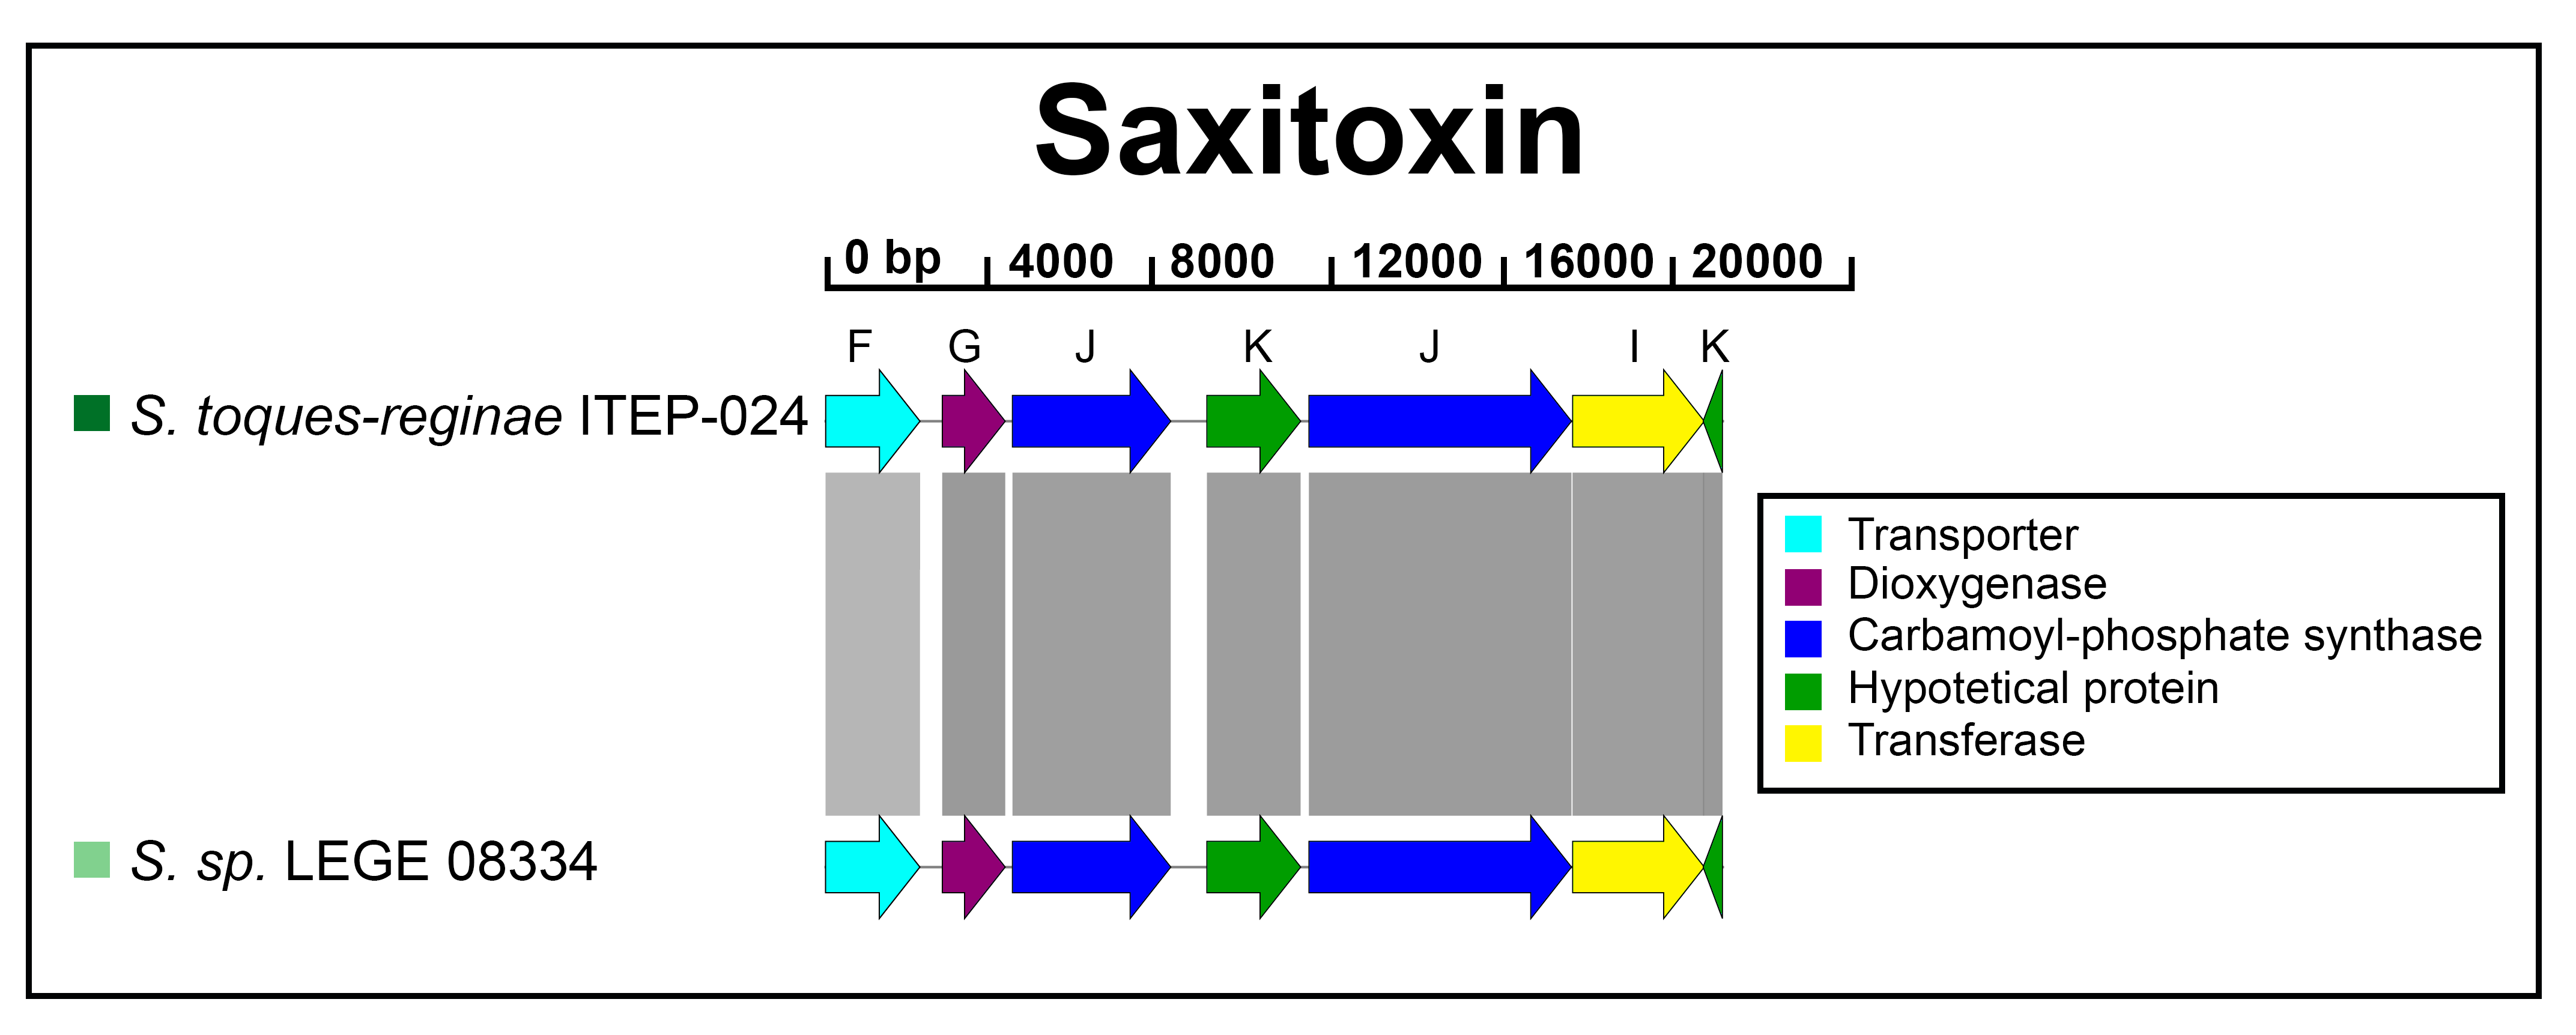 Saxitoxin
0 bp 4000 8000 12000 16000 20000
F G J K J I K
S. toques-reginae ITEP-024
Transporter
Dioxygenase
Carbamoyl-phosphate synthase
Hypotetical protein
Transferase
S. sp. LEGE 08334